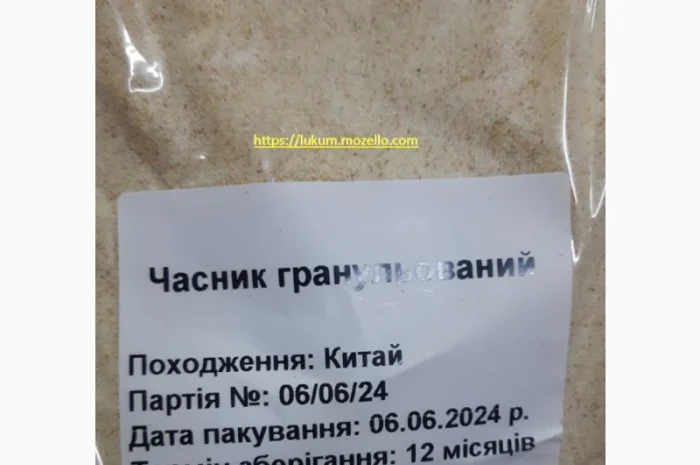 https://lukum.mozello.com
Часник гранульований
Походження: Китай
Партія №: 06/06/24
Дата пакування: 06.06.2024 р.
Термін зберігання: 12 місяців